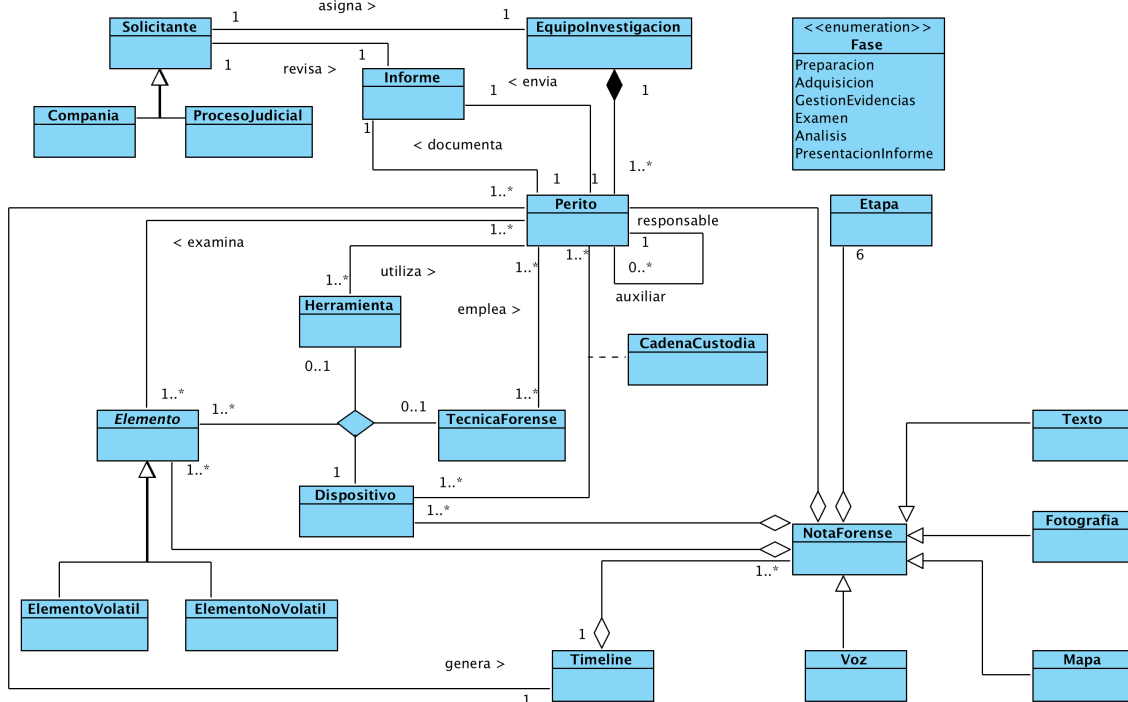 asigna >
1
1
Solicitante
EquipoInvestigacion
<<enumeration>>
Fase
Preparacion
Adquisicion
GestionEvidencias
Examen
Analisis
PresentacionInforme
1
revisa >
1
Informe
< envia
1
1
Compania
ProcesoJudicial
1
< documenta
1
1
1..*
1..*
Perito
Etapa
responsable
1..*
< examina
1
1..*
1..*
0..*
6
utiliza >
1..*
auxiliar
Herramienta
emplea >
CadenaCustodia
0..1
1..*
1..*
1..*
0..1
Elemento
TecnicaForense
Texto
1..*
1
1..*
Dispositivo
1..*
Fotografia
NotaForense
1..*
ElementoVolatil
ElementoNoVolatil
1
genera >
Timeline
Voz
Mapa
1